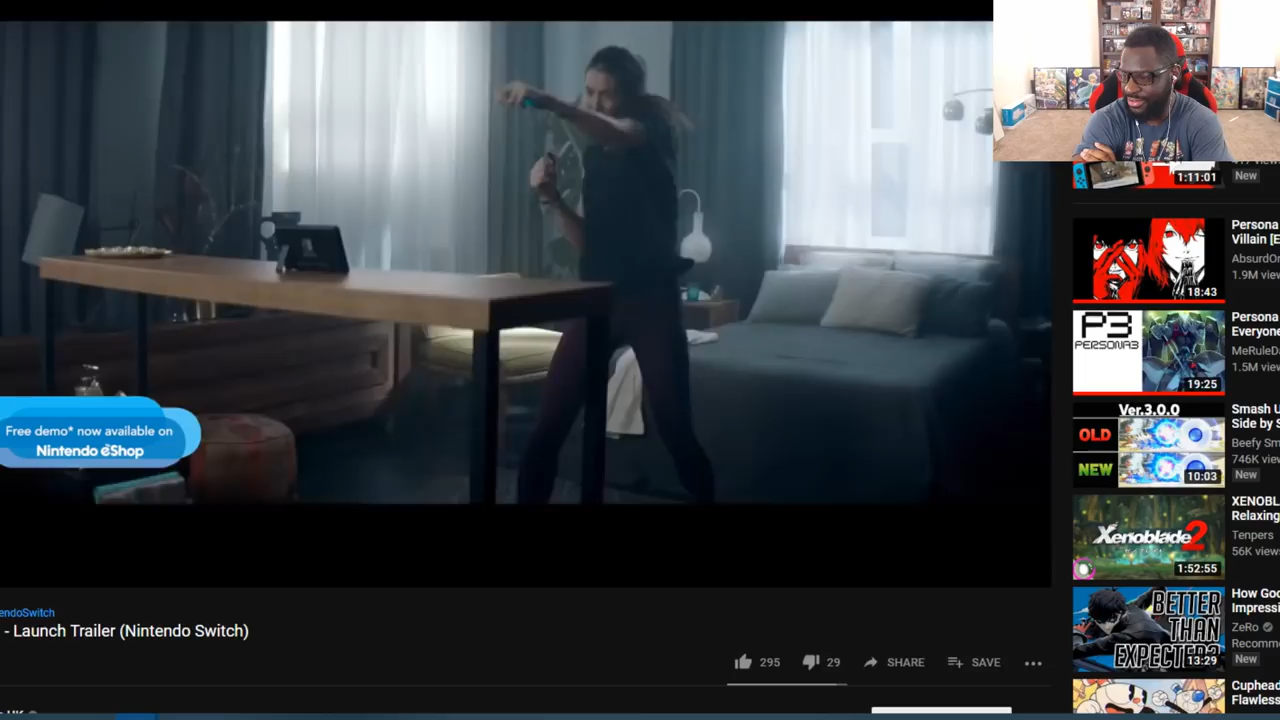 Free demo* now available on
Nintendo eShop
endoSwitch
- Launch Trailer (Nintendo Switch)
295
29
SHARE
SAVE
1:11:01
New
18:43
Persona
Villain [E
AbsurdOr
1.9M view
P3
PERSONA3
19:25
Persona
Everyone
MeRuleDa
1.5M view
Ver.3.0.0
OLD
NEW
10:03
Smash U
Side by S
Beefy Sm
746K view
New
Xenoblade 2
1:52:55
XENOBL
Relaxing
Tenpers
56K views
BETTER
THAN
EXPECTED?
13:29
How Goo
Impressi
ZeRo
Recomme
New
Cuphead
Flawless